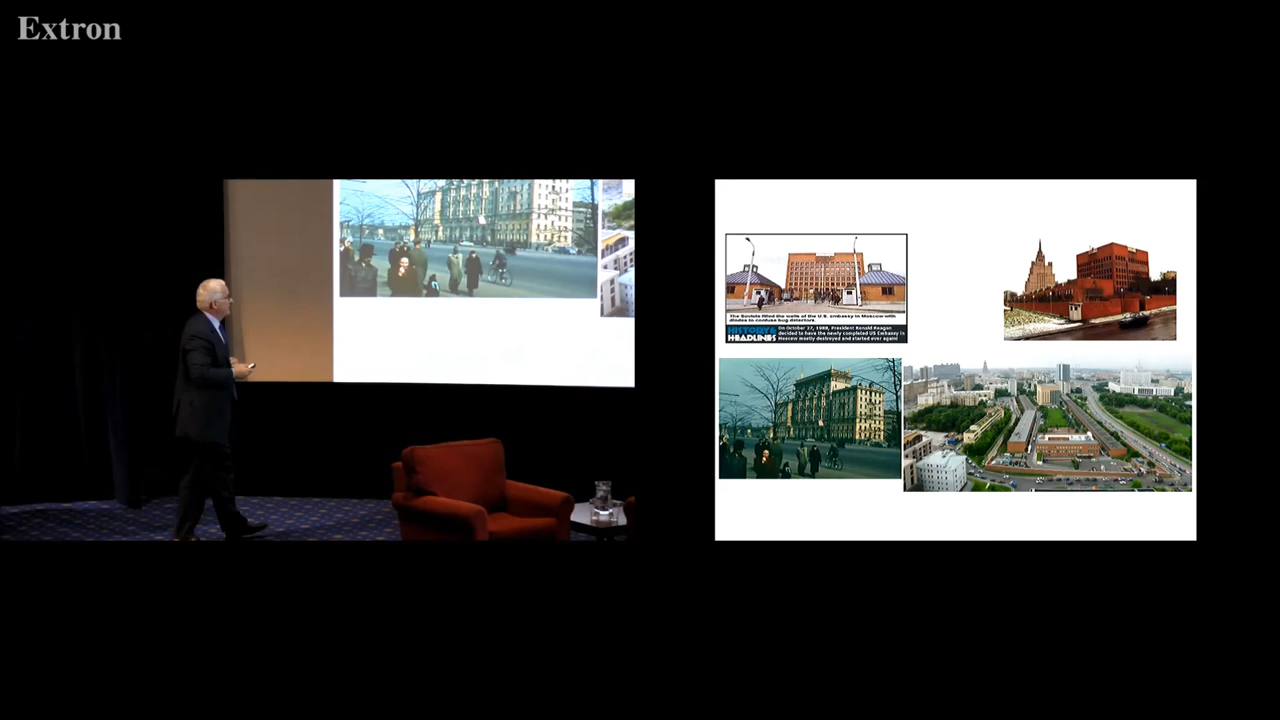 Extron
The Soviets filled the walls of the U.S. embassy in Moscow with
diodes to confuse bug detectors.
HISTORY &
HEADLINES
On October 27, 1988, President Ronald Reagan
decided to have the newly completed US Embassy in
Moscow mostly destroyed and started over again!